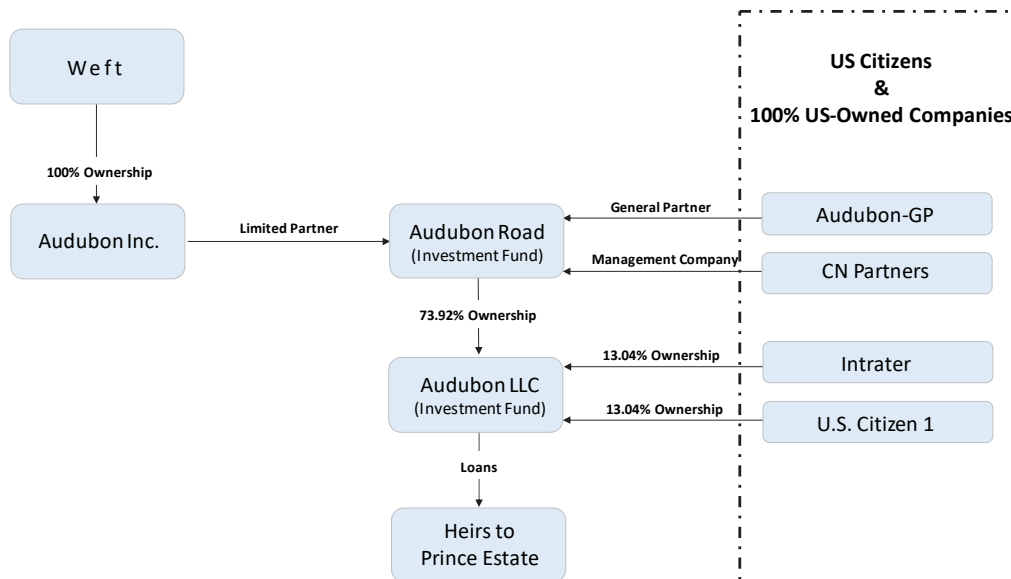 US Citizens
&
100% US-Owned Companies
Weft
100% Ownership
Audubon Inc.
Limited Partner
Audubon Road
(Investment Fund)
General Partner
Audubon-GP
Management Company
CN Partners
73.92% Ownership
Audubon LLC
(Investment Fund)
13.04% Ownership
Intrater
13.04% Ownership
U.S. Citizen 1
Loans
Heirs to
Prince Estate